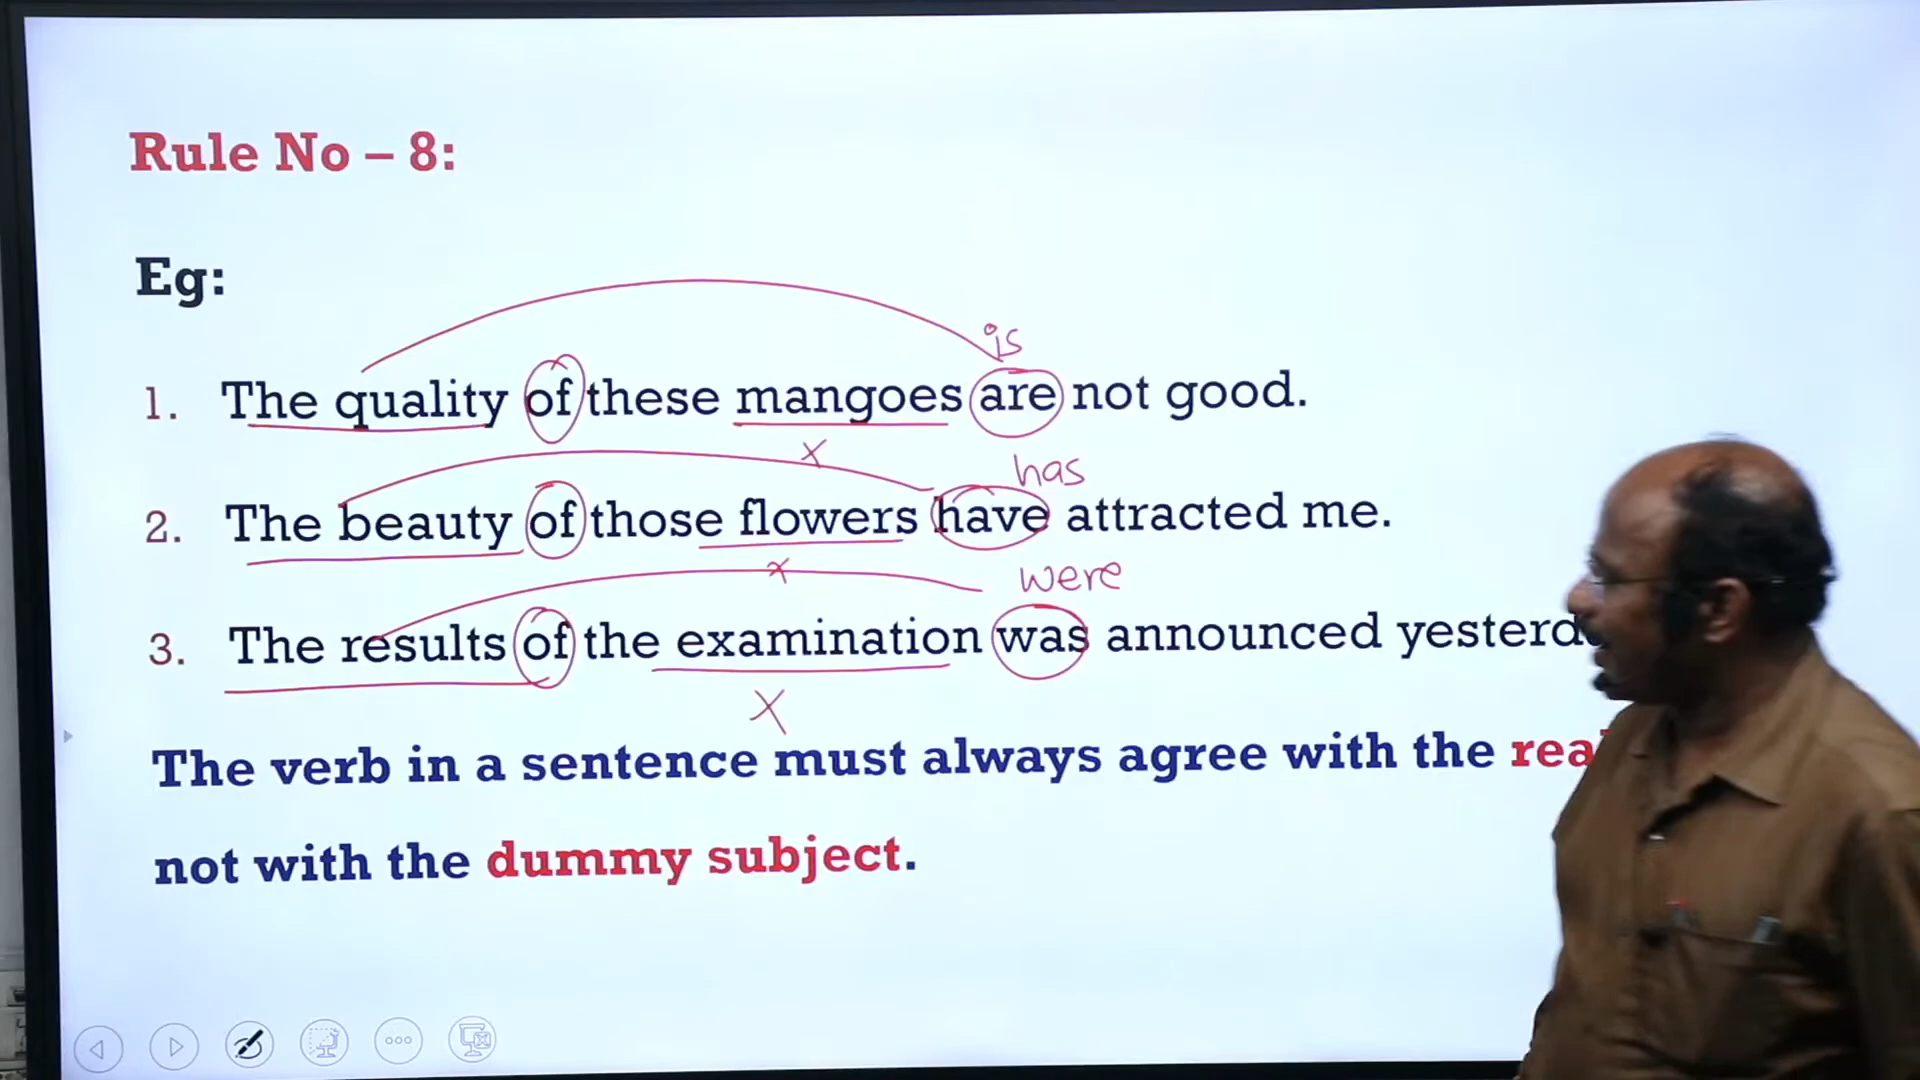 Rule No – 8:
Eg:
is
1. The quality of these mangoes are not good.
x
has
2. The beauty of those flowers have attracted me.
x
were
3. The results of the examination was announced
x
The verb in a sentence must always agree with the
not with the dummy subject.